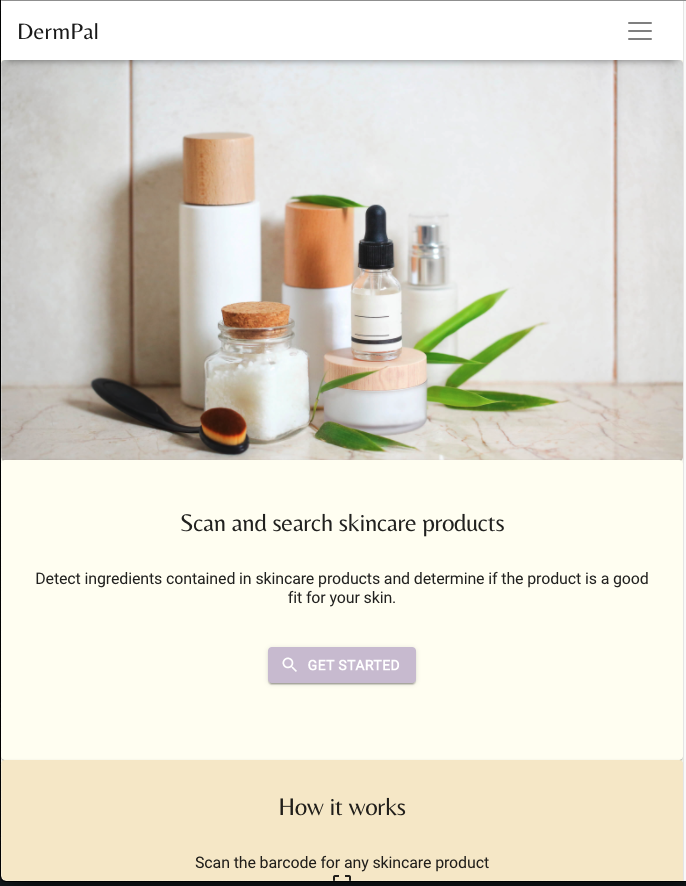 DermPal
Scan and search skincare products
Detect ingredients contained in skincare products and determine if the product is a good
fit for your skin.
GET STARTED
How it works
Scan the barcode for any skincare product